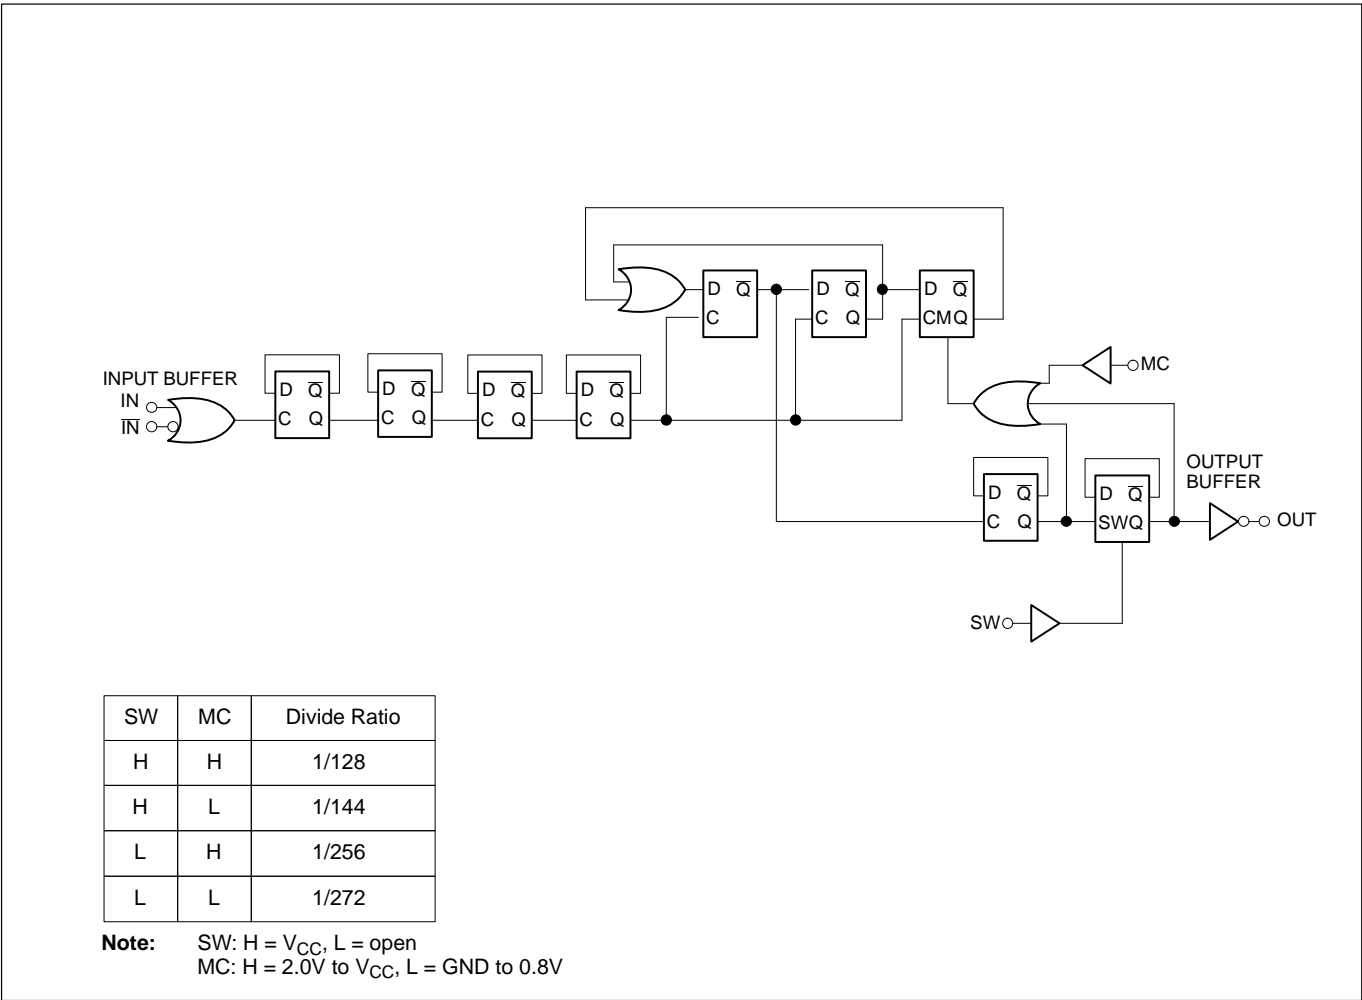 D Q̅ D Q̅ D Q̅
C C Q CM Q
MC
INPUT BUFFER
IN
I̅N̅
D Q̅ D Q̅ D Q̅ D Q̅
C Q C Q C Q C Q
OUTPUT
BUFFER
D Q̅ D Q̅
C Q SW Q
OUT
SW
SW MC Divide Ratio
H H 1/128
H L 1/144
L H 1/256
L L 1/272
Note: SW: H = VCC, L = open
MC: H = 2.0V to VCC, L = GND to 0.8V